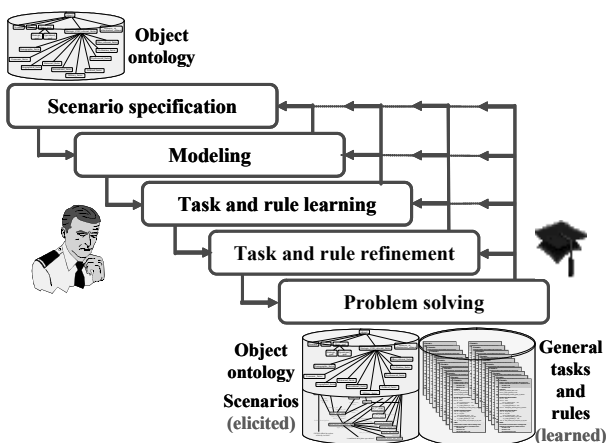 Object
ontology
Scenario specification
Modeling
Task and rule learning
Task and rule refinement
Problem solving
Object
ontology
Scenarios
(elicited)
General
tasks
and
rules
(learned)